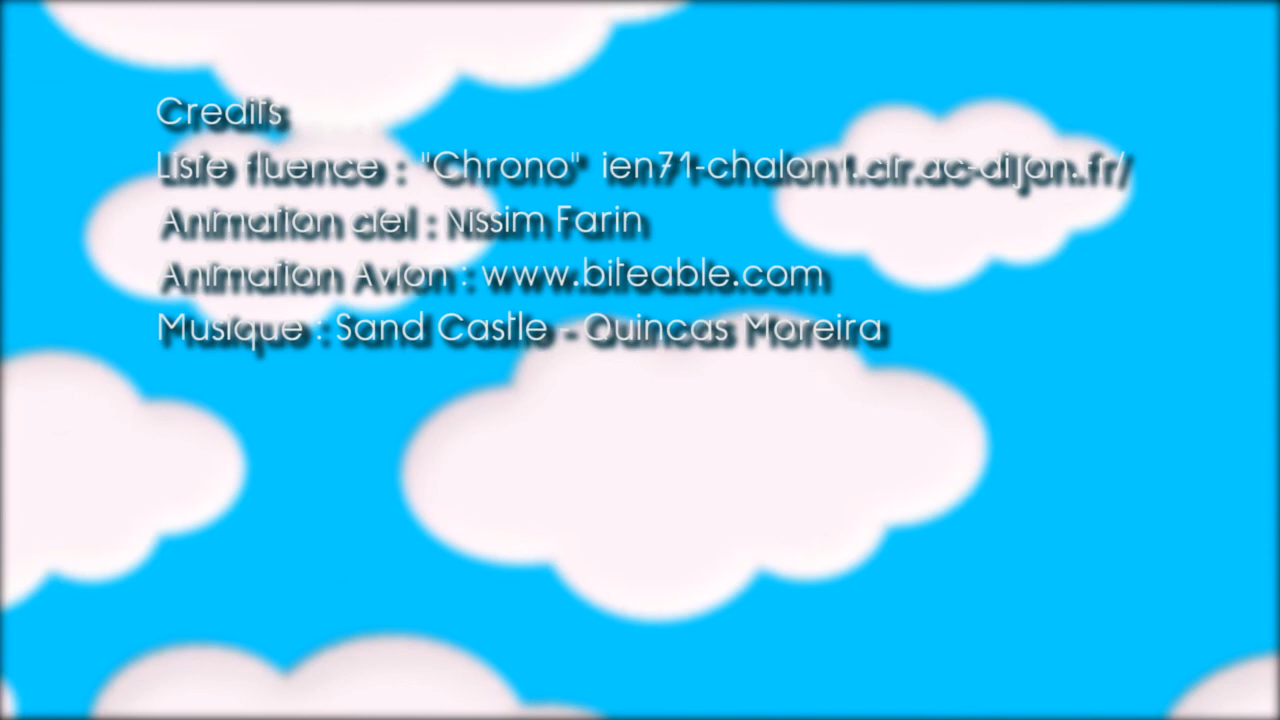 Credits
Liste fluence : "Chrono" ien71-chalon1.cir.ac-dijon.fr/
Animation ciel : Nissim Farin
Animation Avion : www.biteable.com
Musique : Sand Castle - Quincas Moreira